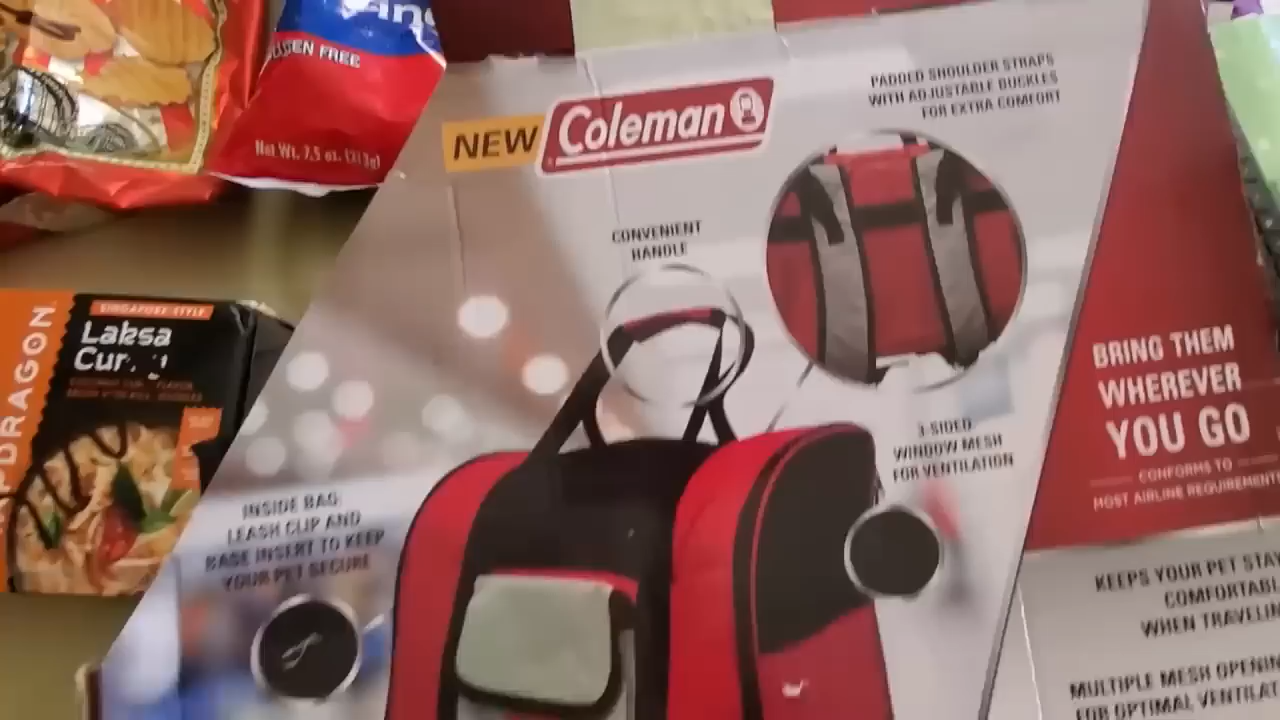 GLUTEN FREE
Net Wt. 7.5 oz. (213g)
NEW Coleman
PADDED SHOULDER STRAPS
WITH ADJUSTABLE BUCKLES
FOR EXTRA COMFORT
CONVENIENT
HANDLE
SINGAPORE STYLE
Laksa
DRAGON
BRING THEM
WHEREVER
YOU GO
CONFORMS TO
MOST AIRLINE REQUIREMENTS
3-SIDED
WINDOW MESH
FOR VENTILATION
INSIDE BAG:
LEASH CLIP AND
BASE INSERT TO KEEP
YOUR PET SECURE
KEEPS YOUR PET STAY
COMFORTABL
WHEN TRAVELIN
MULTIPLE MESH OPENIN
FOR OPTIMAL VENTILAT